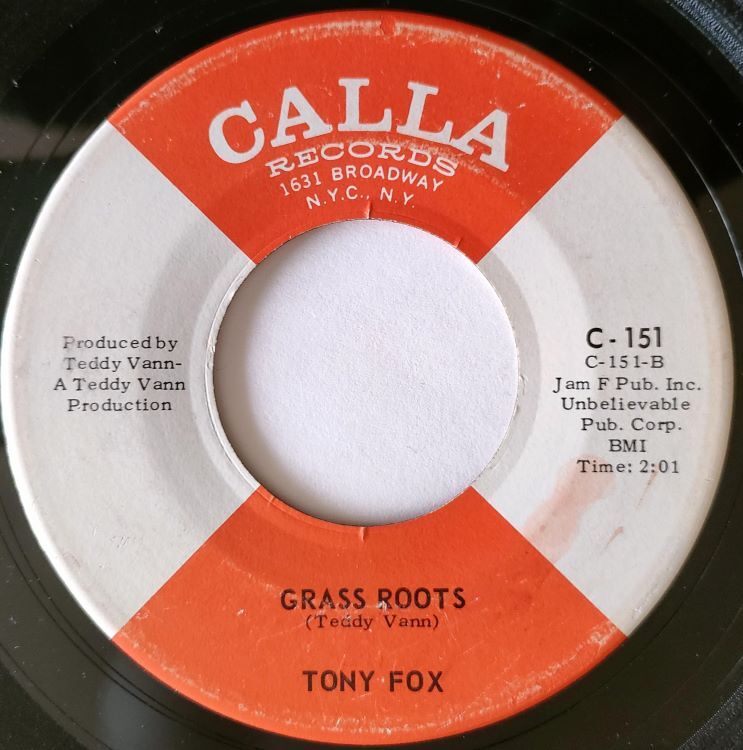 CALLA
RECORDS
1631 BROADWAY
N.Y.C., N.Y.
Produced by
Teddy Vann-
A Teddy Vann
Production
C-151
C-151-B
Jam F Pub. Inc.
Unbelievable
Pub. Corp.
BMI
Time: 2:01
GRASS ROOTS
(Teddy Vann)
TONY FOX